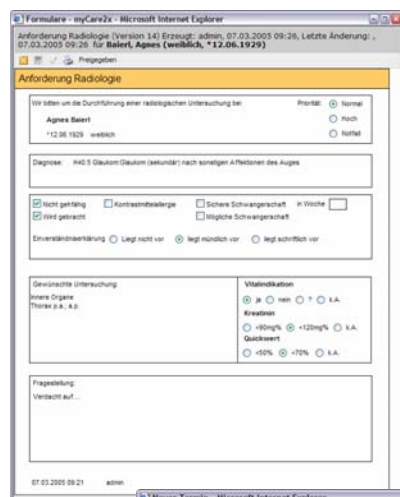 Formulare - myCare2x - Microsoft Internet Explorer
Anforderung Radiologie (Version 14) Erzeugt: admin, 07.03.2005 09:26, Letzte Änderung: ,
07.03.2005 09:26 für Baierl, Agnes (weiblich, *12.06.1929)
Freigegeben
Anforderung Radiologie
Wir bitten um die Durchführung einer radiologischen Untersuchung bei Priorität: Normal
Agnes Baierl Hoch
*12.06.1929 weiblich Notfall
Diagnose: H40.5 Glaukom:Glaukom (sekundär) nach sonstigen Affektionen des Auges
Nicht gehfähig Kontrastmittelallergie Sichere Schwangerschaft in Woche
Wird gebracht Mögliche Schwangerschaft
Einverständniserklärung Liegt nicht vor liegt mündlich vor liegt schriftlich vor
Gewünschte Untersuchung: Vitalindikation
Innere Organe ja nein ? k.A.
Thorax p.a., a.p. Kreatinin
<90mg% <120mg% k.A.
Quickwert
<50% <70% k.A.
Fragestellung:
Verdacht auf...
07.03.2005 09:21 admin
Neuer Termin - Microsoft Internet Explorer